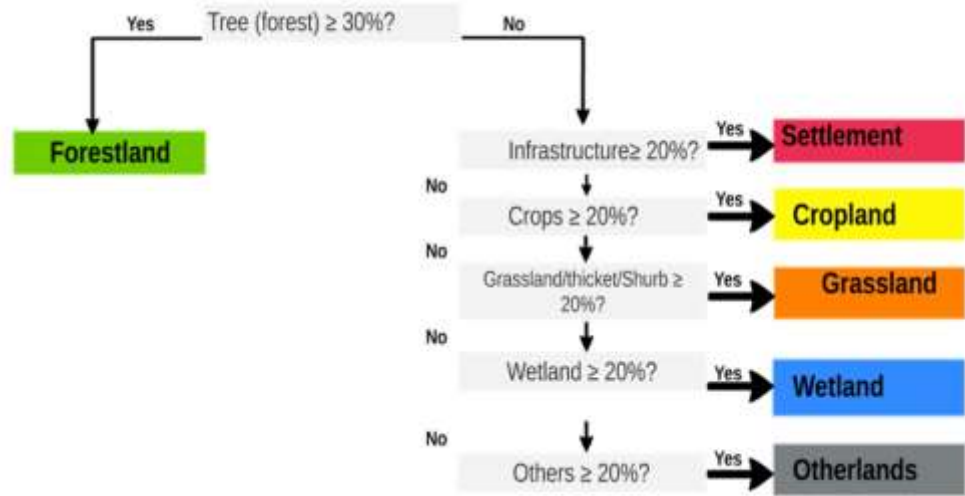 Yes
Tree (forest) ≥ 30%?
No
Forestland
Infrastructure≥ 20%?
Yes
Settlement
No
Crops ≥ 20%?
Yes
Cropland
No
Grassland/thicket/Shurb ≥
20%?
Yes
Grassland
No
Wetland ≥ 20%?
Yes
Wetland
No
Others ≥ 20%?
Yes
Otherlands